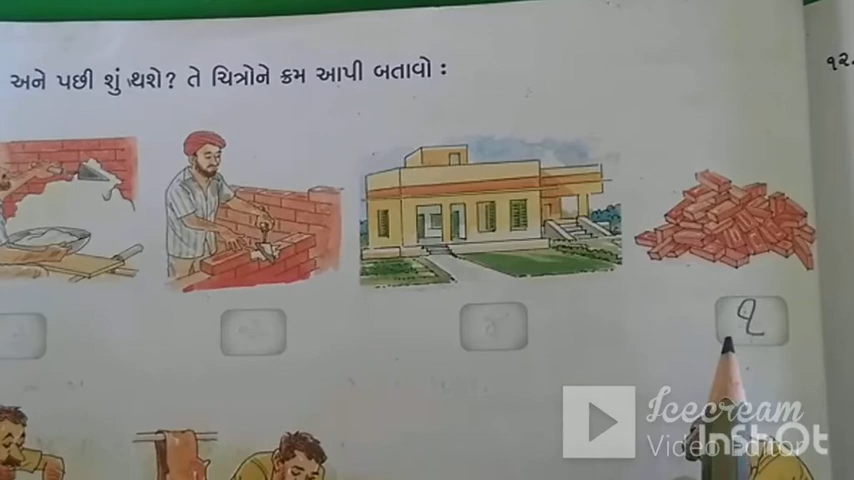 અને પછી શું થશે? તે ચિત્રોને ક્રમ આપી બતાવો :
૧૨.
૧
Icecream
Video Editor
InShOt